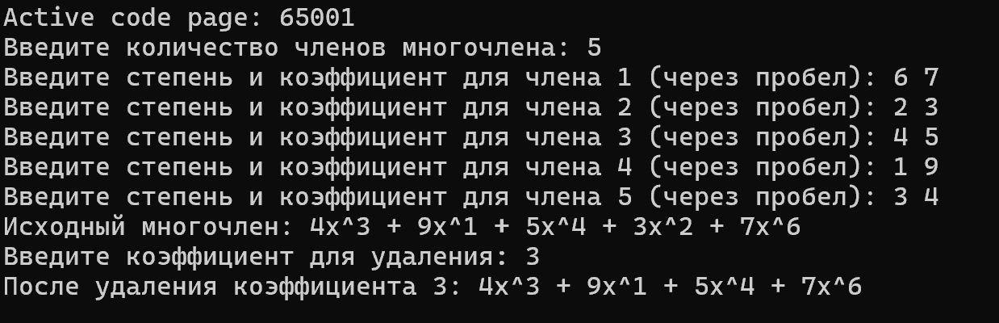 Active code page: 65001
Введите количество членов многочлена: 5
Введите степень и коэффициент для члена 1 (через пробел): 6 7
Введите степень и коэффициент для члена 2 (через пробел): 2 3
Введите степень и коэффициент для члена 3 (через пробел): 4 5
Введите степень и коэффициент для члена 4 (через пробел): 1 9
Введите степень и коэффициент для члена 5 (через пробел): 3 4
Исходный многочлен: 4x^3 + 9x^1 + 5x^4 + 3x^2 + 7x^6
Введите коэффициент для удаления: 3
После удаления коэффициента 3: 4x^3 + 9x^1 + 5x^4 + 7x^6